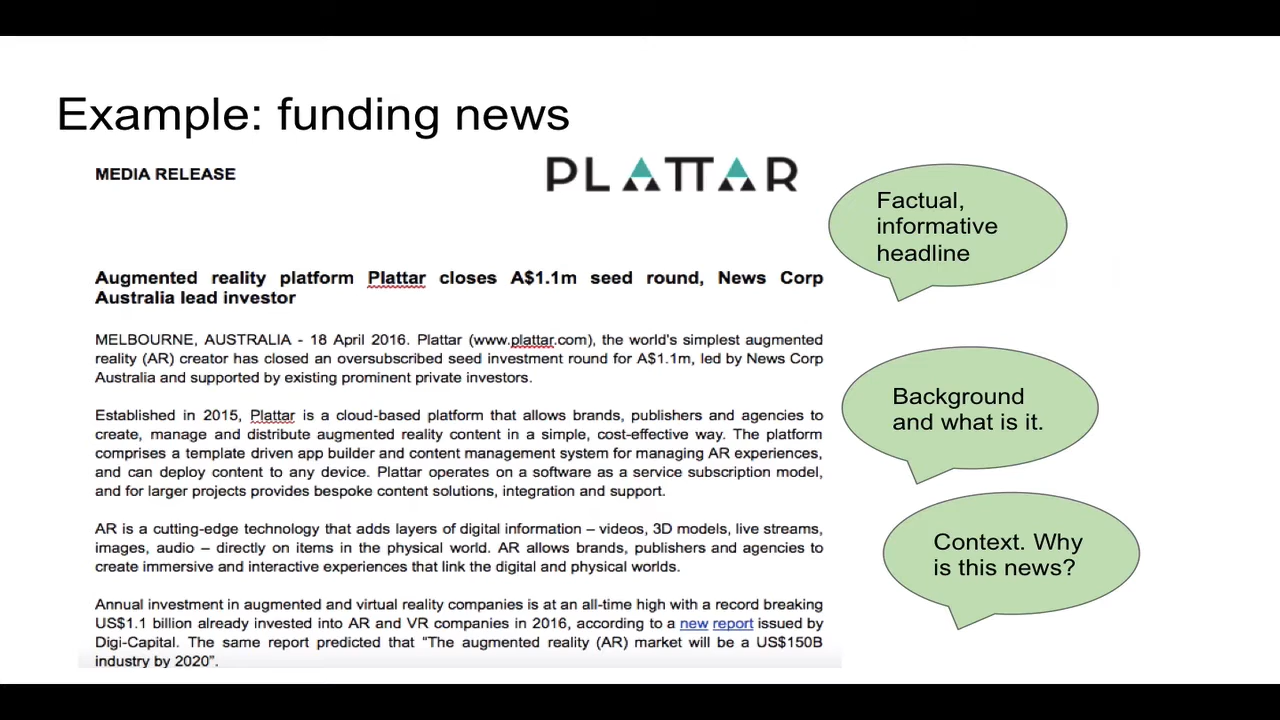 Example: funding news
MEDIA RELEASE
PLATTAR
Factual,
informative
headline
Augmented reality platform Plattar closes A$1.1m seed round, News Corp
Australia lead investor
MELBOURNE, AUSTRALIA - 18 April 2016. Plattar (www.plattar.com), the world's simplest augmented
reality (AR) creator has closed an oversubscribed seed investment round for A$1.1m, led by News Corp
Australia and supported by existing prominent private investors.
Background
and what is it.
Established in 2015, Plattar is a cloud-based platform that allows brands, publishers and agencies to
create, manage and distribute augmented reality content in a simple, cost-effective way. The platform
comprises a template driven app builder and content management system for managing AR experiences,
and can deploy content to any device. Plattar operates on a software as a service subscription model,
and for larger projects provides bespoke content solutions, integration and support.
Context. Why
is this news?
AR is a cutting-edge technology that adds layers of digital information – videos, 3D models, live streams,
images, audio – directly on items in the physical world. AR allows brands, publishers and agencies to
create immersive and interactive experiences that link the digital and physical worlds.
Annual investment in augmented and virtual reality companies is at an all-time high with a record breaking
US$1.1 billion already invested into AR and VR companies in 2016, according to a new report issued by
Digi-Capital. The same report predicted that “The augmented reality (AR) market will be a US$150B
industry by 2020”.